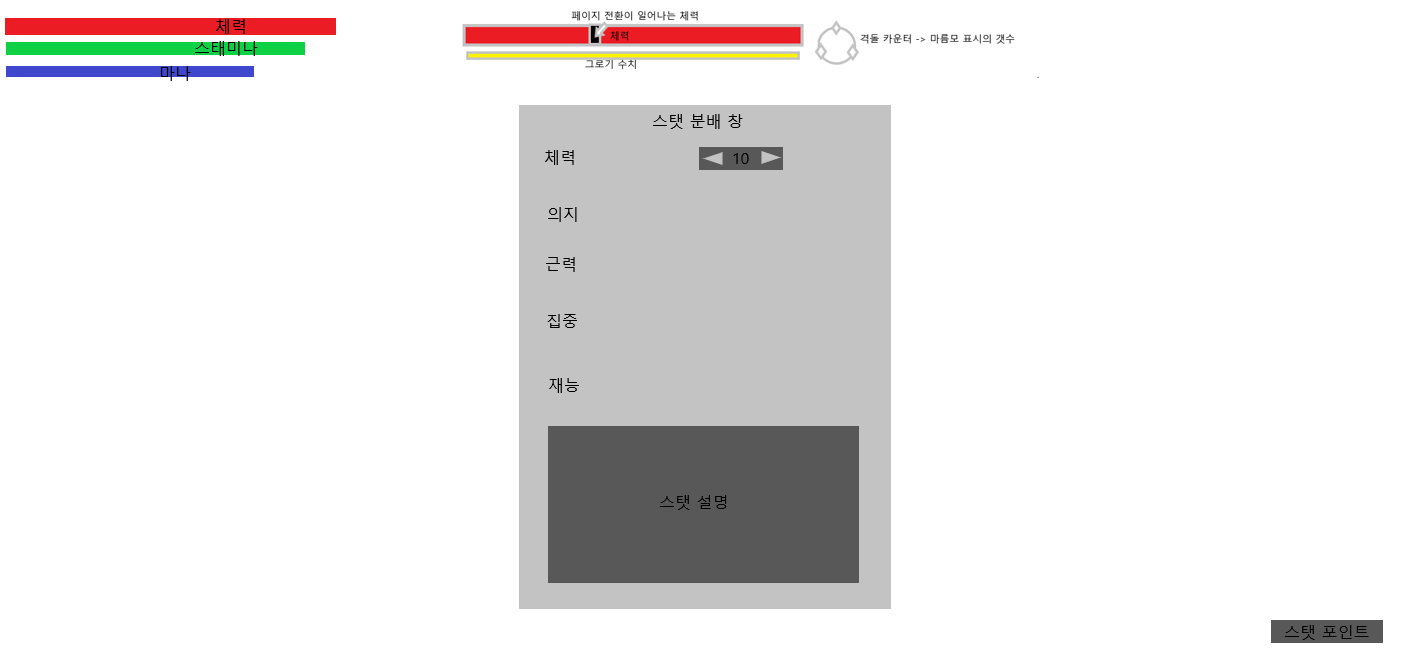 체력
스태미나
마나
페이지 전환이 일어나는 체력
체력
그로기 수치
격돌 카운터 -> 마름모 표시의 갯수
스탯 분배 창
체력
10
의지
근력
집중
재능
스탯 설명
스탯 포인트